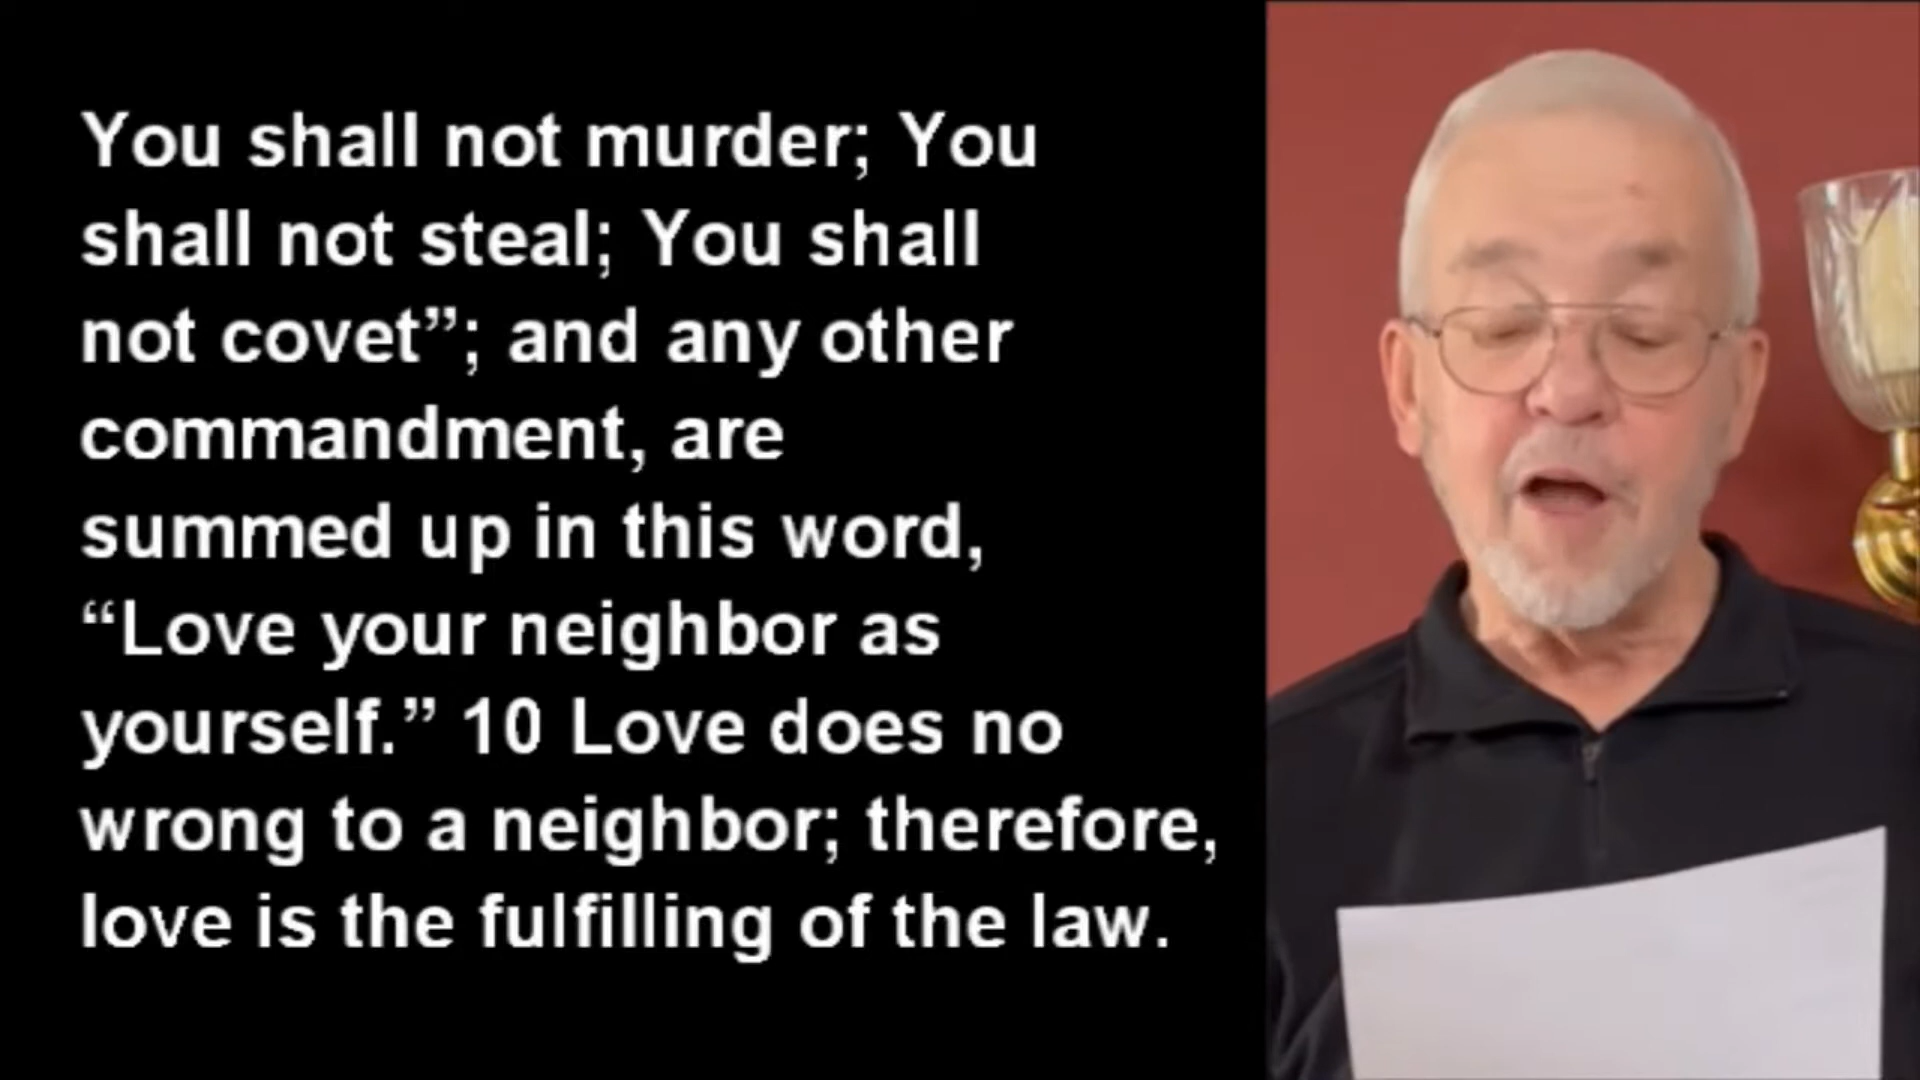 You shall not murder; You
shall not steal; You shall
not covet”; and any other
commandment, are
summed up in this word,
“Love your neighbor as
yourself.” 10 Love does no
wrong to a neighbor; therefore,
love is the fulfilling of the law.